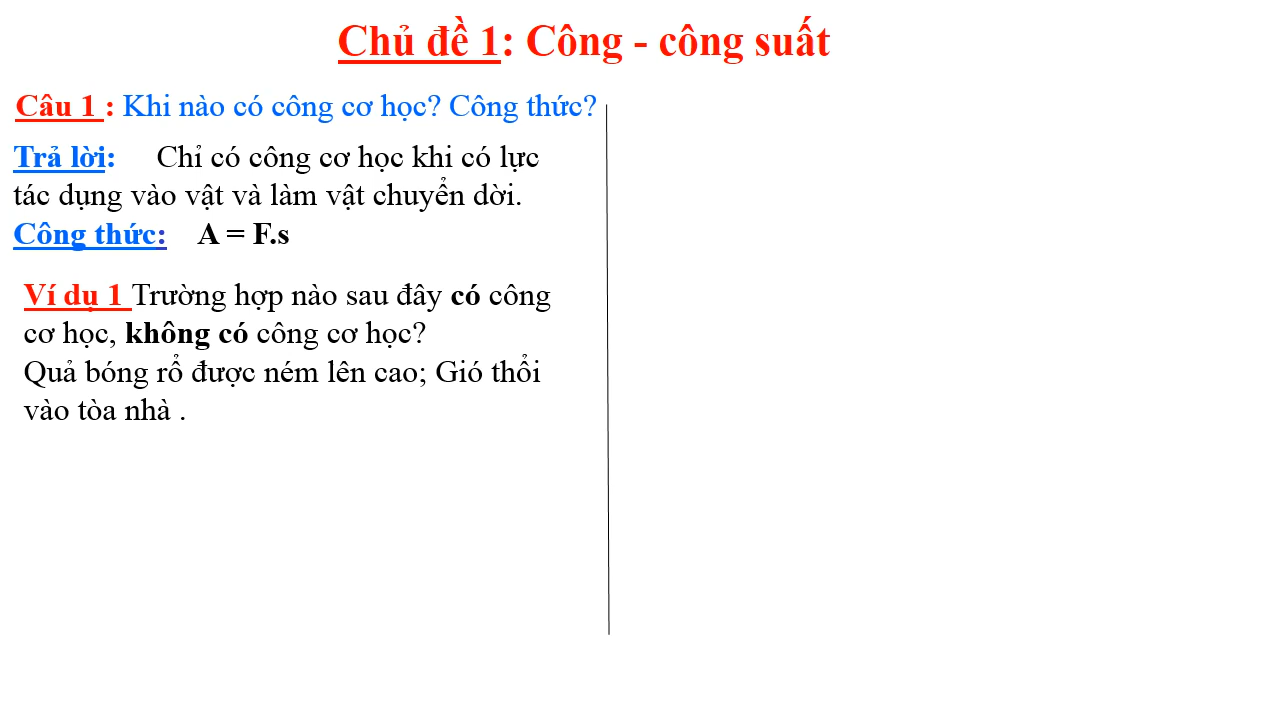 Chủ đề 1: Công - công suất
Câu 1 : Khi nào có công cơ học? Công thức?
Trả lời: Chỉ có công cơ học khi có lực
tác dụng vào vật và làm vật chuyển dời.
Công thức: A = F.s
Ví dụ 1 Trường hợp nào sau đây có công
cơ học, không có công cơ học?
Quả bóng rổ được ném lên cao; Gió thổi
vào tòa nhà .